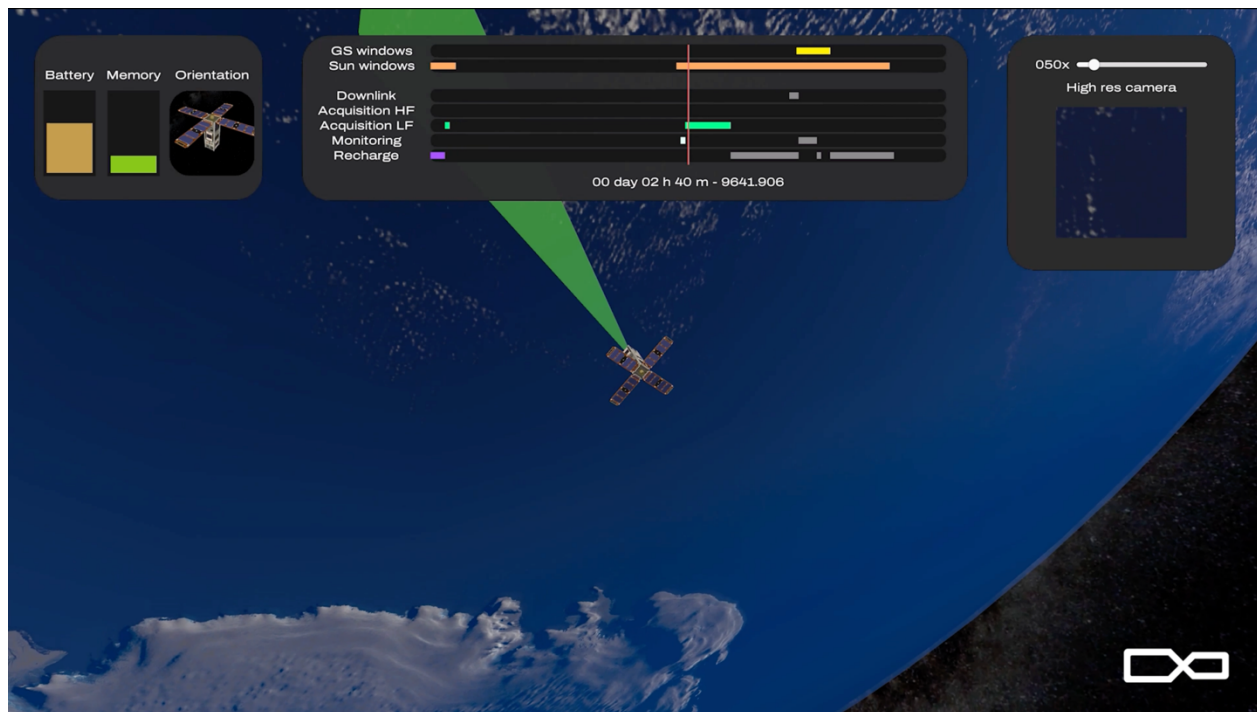 Battery Memory Orientation
GS windows
Sun windows
Downlink
Acquisition HF
Acquisition LF
Monitoring
Recharge
00 day 02 h 40 m - 9641.906
050x
High res camera